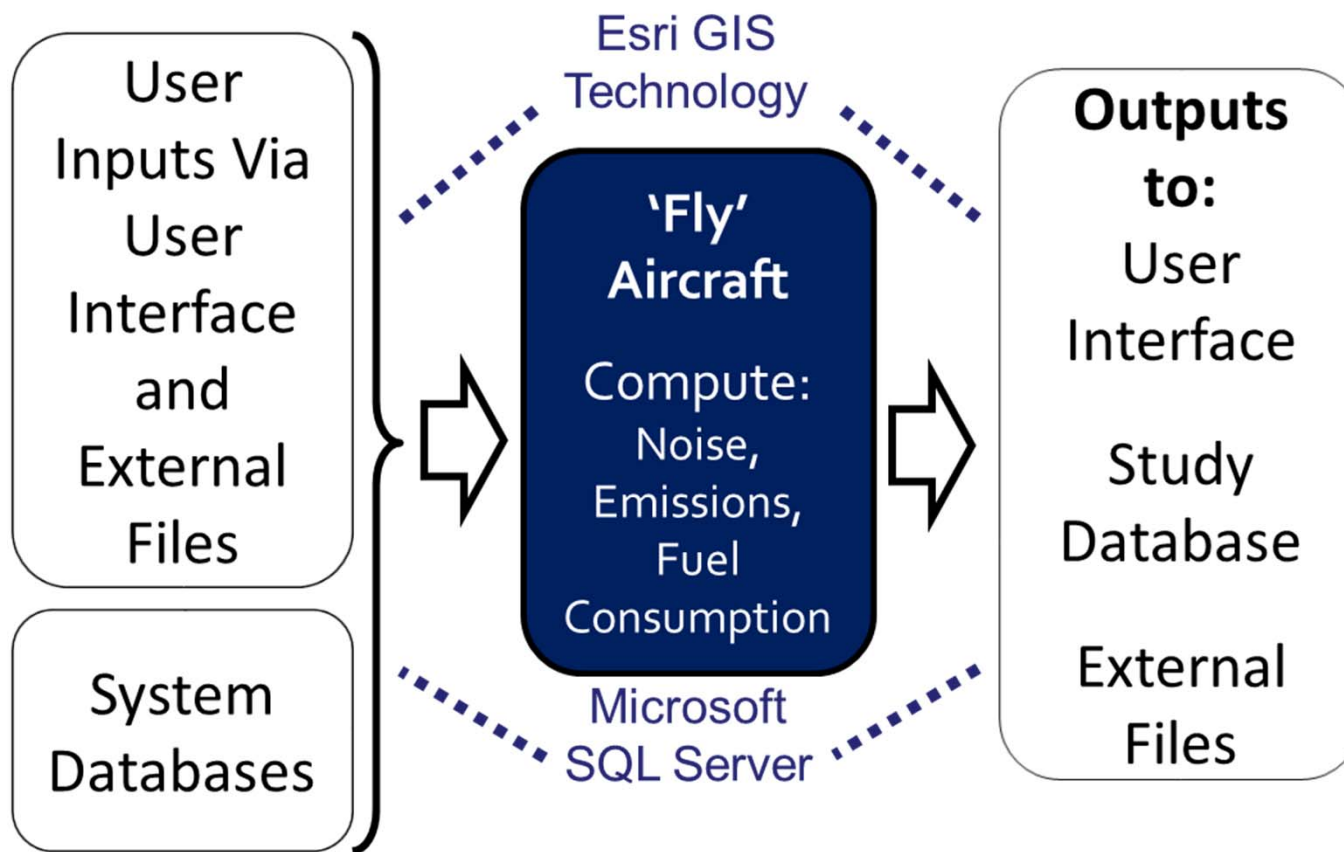 User
Inputs Via
User
Interface
and
External
Files
System
Databases
Esri GIS
Technology
‘Fly’
Aircraft
Compute:
Noise,
Emissions,
Fuel
Consumption
Microsoft
SQL Server
Outputs
to:
User
Interface
Study
Database
External
Files